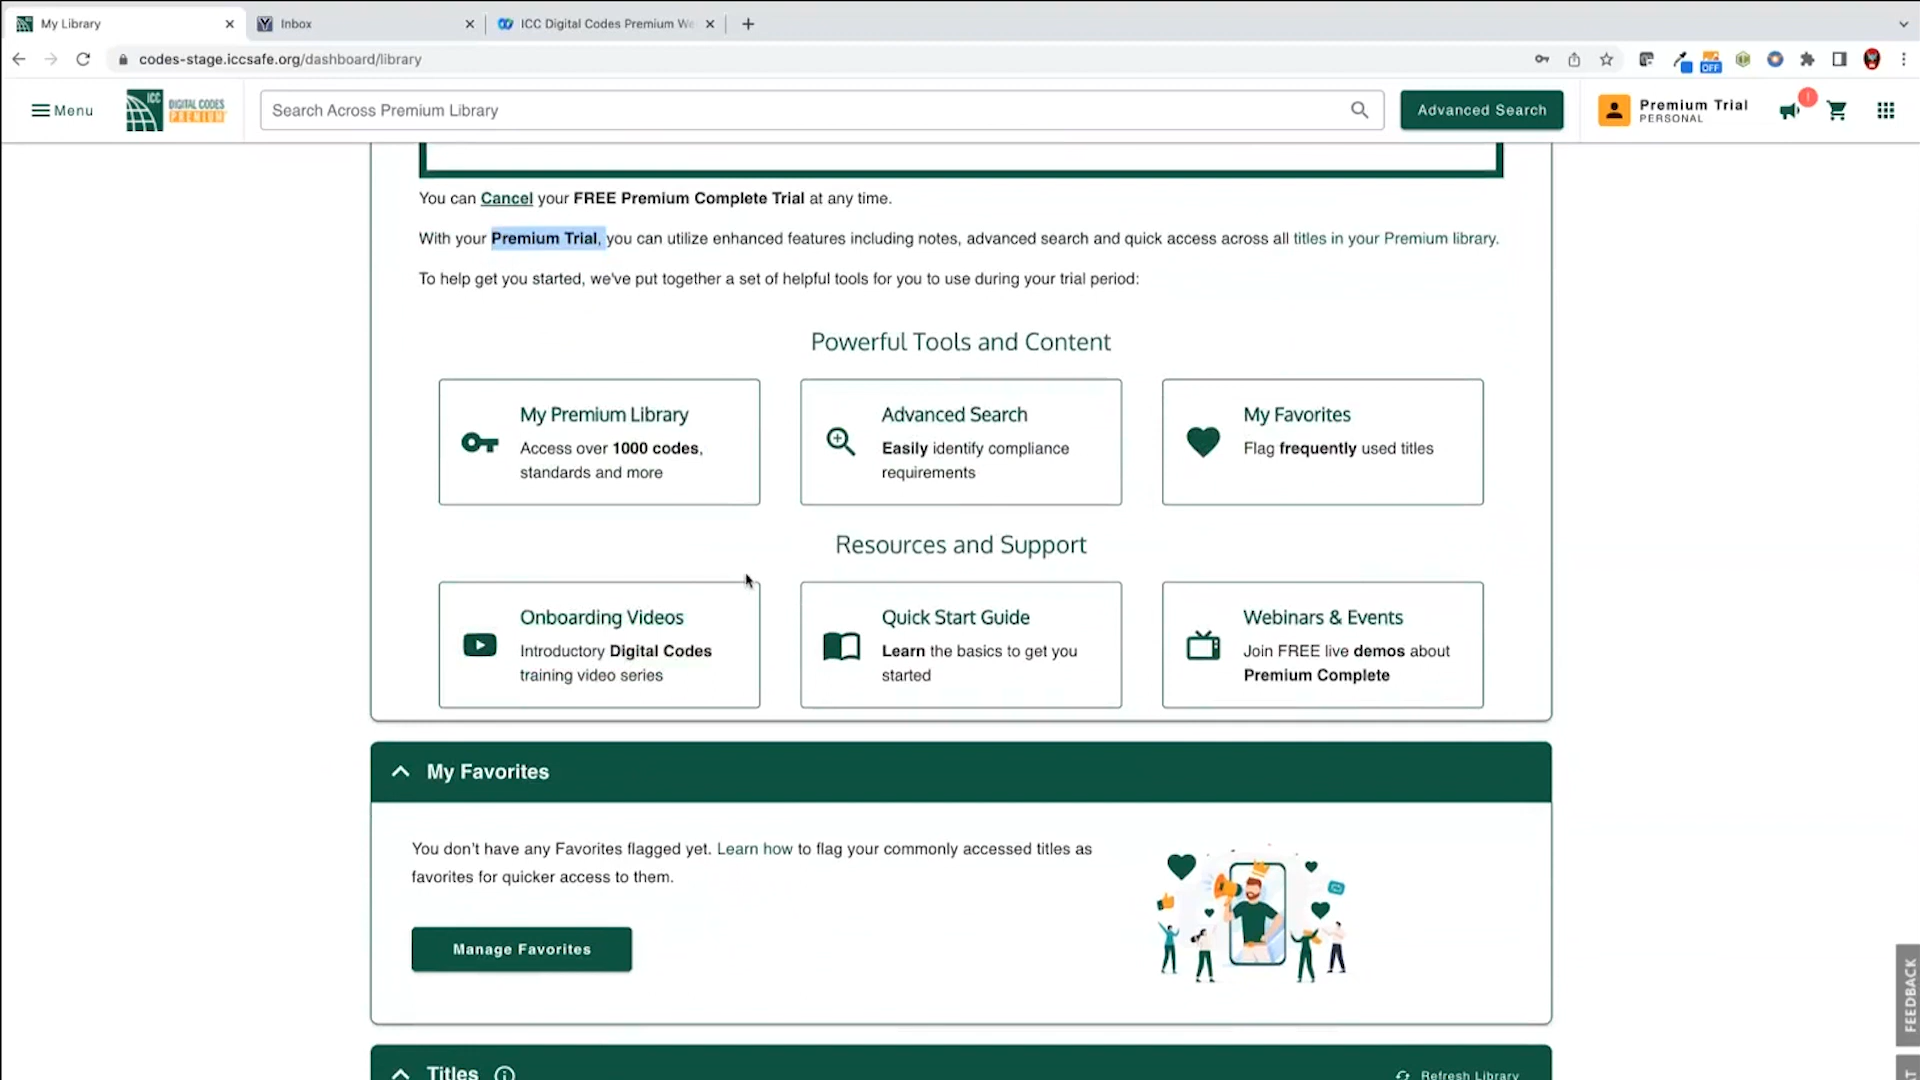 My Library
Inbox
ICC Digital Codes Premium We
codes-stage.iccsafe.org/dashboard/library
OFF
Menu
ICC DIGITAL CODES PREMIUM
Search Across Premium Library
Advanced Search
Premium Trial
PERSONAL
You can Cancel your FREE Premium Complete Trial at any time.
With your Premium Trial, you can utilize enhanced features including notes, advanced search and quick access across all titles in your Premium library.
To help get you started, we've put together a set of helpful tools for you to use during your trial period:
Powerful Tools and Content
My Premium Library
Access over 1000 codes,
standards and more
Advanced Search
Easily identify compliance
requirements
My Favorites
Flag frequently used titles
Resources and Support
Onboarding Videos
Introductory Digital Codes
training video series
Quick Start Guide
Learn the basics to get you
started
Webinars & Events
Join FREE live demos about
Premium Complete
My Favorites
You don't have any Favorites flagged yet. Learn how to flag your commonly accessed titles as
favorites for quicker access to them.
Manage Favorites
FEEDBACK
Titles
Refresh Library